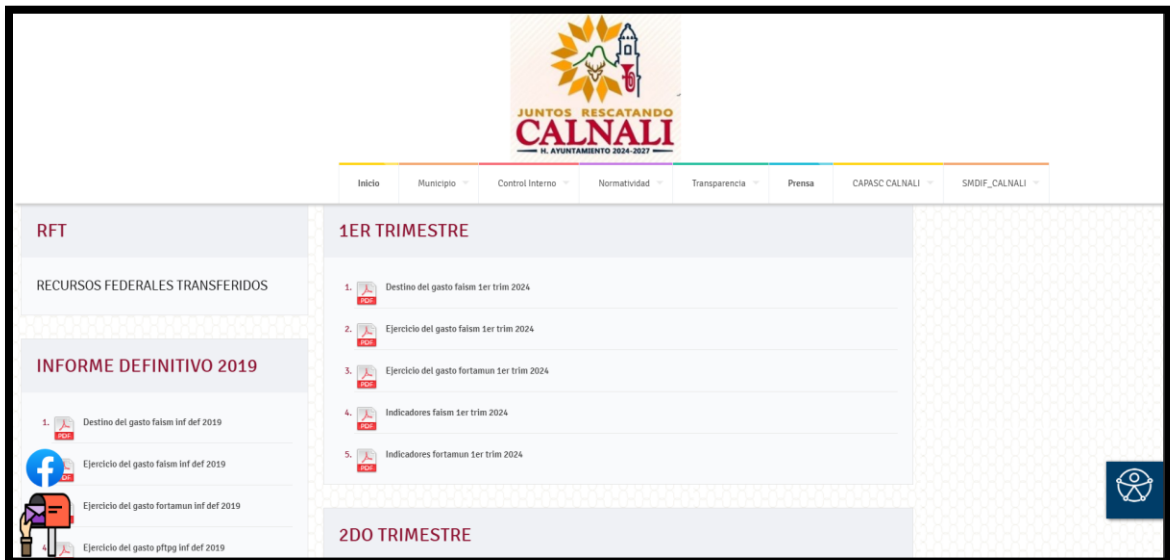 JUNTOS RESCATANDO
CALNALI
H. AYUNTAMIENTO 2024-2027
Inicio
Municipio
Control Interno
Normatividad
Transparencia
Prensa
CAPASC CALNALI
SMDIF_CALNALI
RFT
RECURSOS FEDERALES TRANSFERIDOS
INFORME DEFINITIVO 2019
1. PDF Destino del gasto faism inf def 2019
Ejercicio del gasto faism inf def 2019
Ejercicio del gasto fortamun inf def 2019
4. Ejercicio del gasto pftpg inf def 2019
1ER TRIMESTRE
1. PDF Destino del gasto faism 1er trim 2024
2. PDF Ejercicio del gasto faism 1er trim 2024
3. PDF Ejercicio del gasto fortamun 1er trim 2024
4. PDF Indicadores faism 1er trim 2024
5. PDF Indicadores fortamun 1er trim 2024
2DO TRIMESTRE